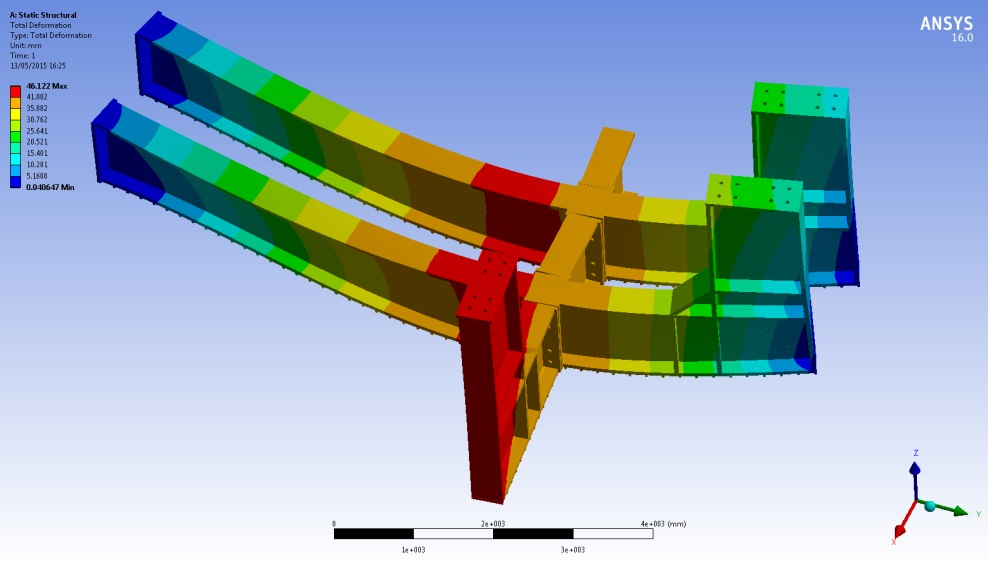 A: Static Structural
Total Deformation
Type: Total Deformation
Unit: mm
Time: 1
13/05/2015 16:25
46.122 Max
41.002
35.882
30.762
25.641
20.521
15.401
10.281
5.1608
0.040647 Min
ANSYS
16.0
0
2e+003
4e+003 (mm)
1e+003
3e+003
Z
Y
X